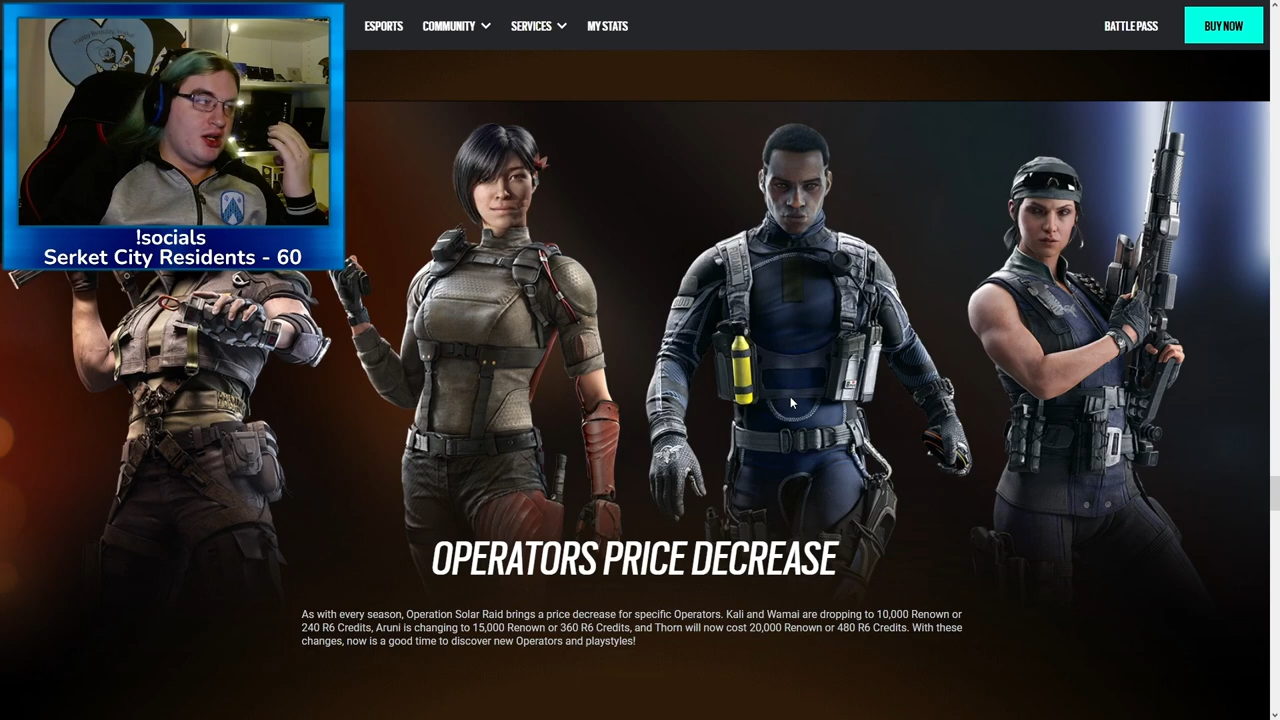 ESPORTS COMMUNITY SERVICES MY STATS BATTLE PASS BUY NOW
!socials
Serket City Residents - 60
OPERATORS PRICE DECREASE
As with every season, Operation Solar Raid brings a price decrease for specific Operators. Kali and Wamai are dropping to 10,000 Renown or
240 R6 Credits, Aruni is changing to 15,000 Renown or 360 R6 Credits, and Thorn will now cost 20,000 Renown or 480 R6 Credits. With these
changes, now is a good time to discover new Operators and playstyles!